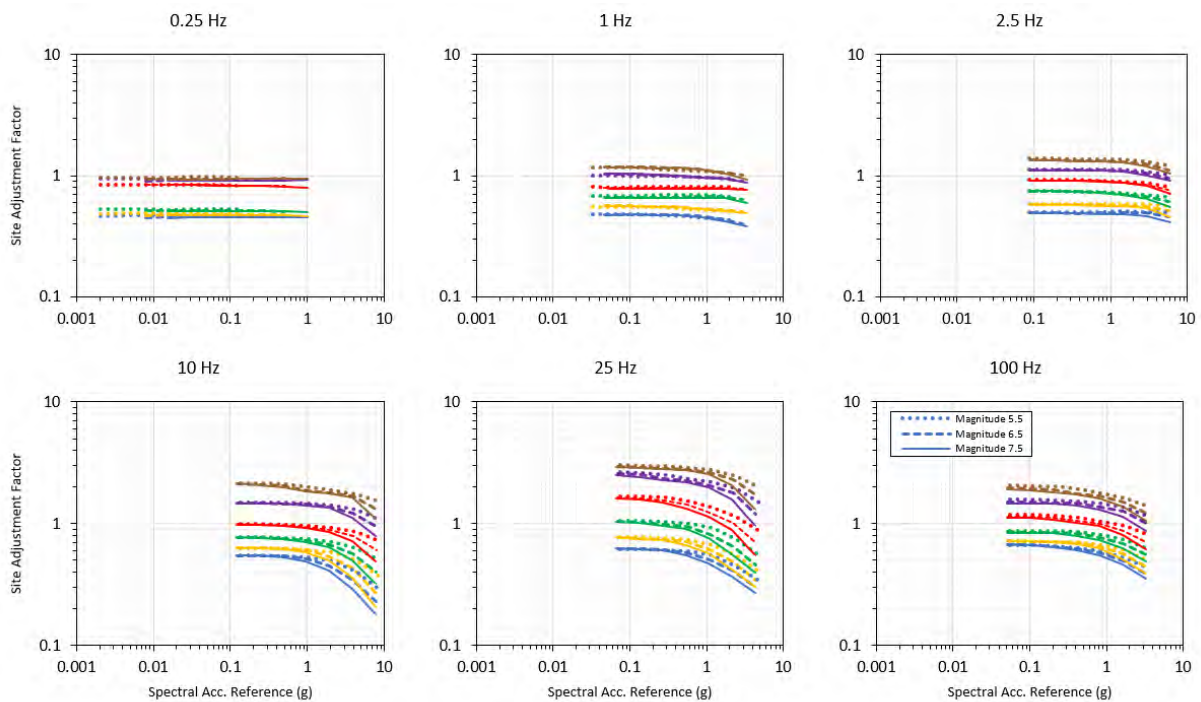 0.25 Hz
1 Hz
2.5 Hz
Site Adjustment Factor
10
1
0.1
0.001 0.01 0.1 1 10
10
1
0.1
0.001 0.01 0.1 1 10
10
1
0.1
0.001 0.01 0.1 1 10
10 Hz
25 Hz
100 Hz
Site Adjustment Factor
10
1
0.1
0.001 0.01 0.1 1 10
Spectral Acc. Reference (g)
10
1
0.1
0.001 0.01 0.1 1 10
Spectral Acc. Reference (g)
10
1
0.1
Magnitude 5.5
Magnitude 6.5
Magnitude 7.5
0.001 0.01 0.1 1 10
Spectral Acc. Reference (g)